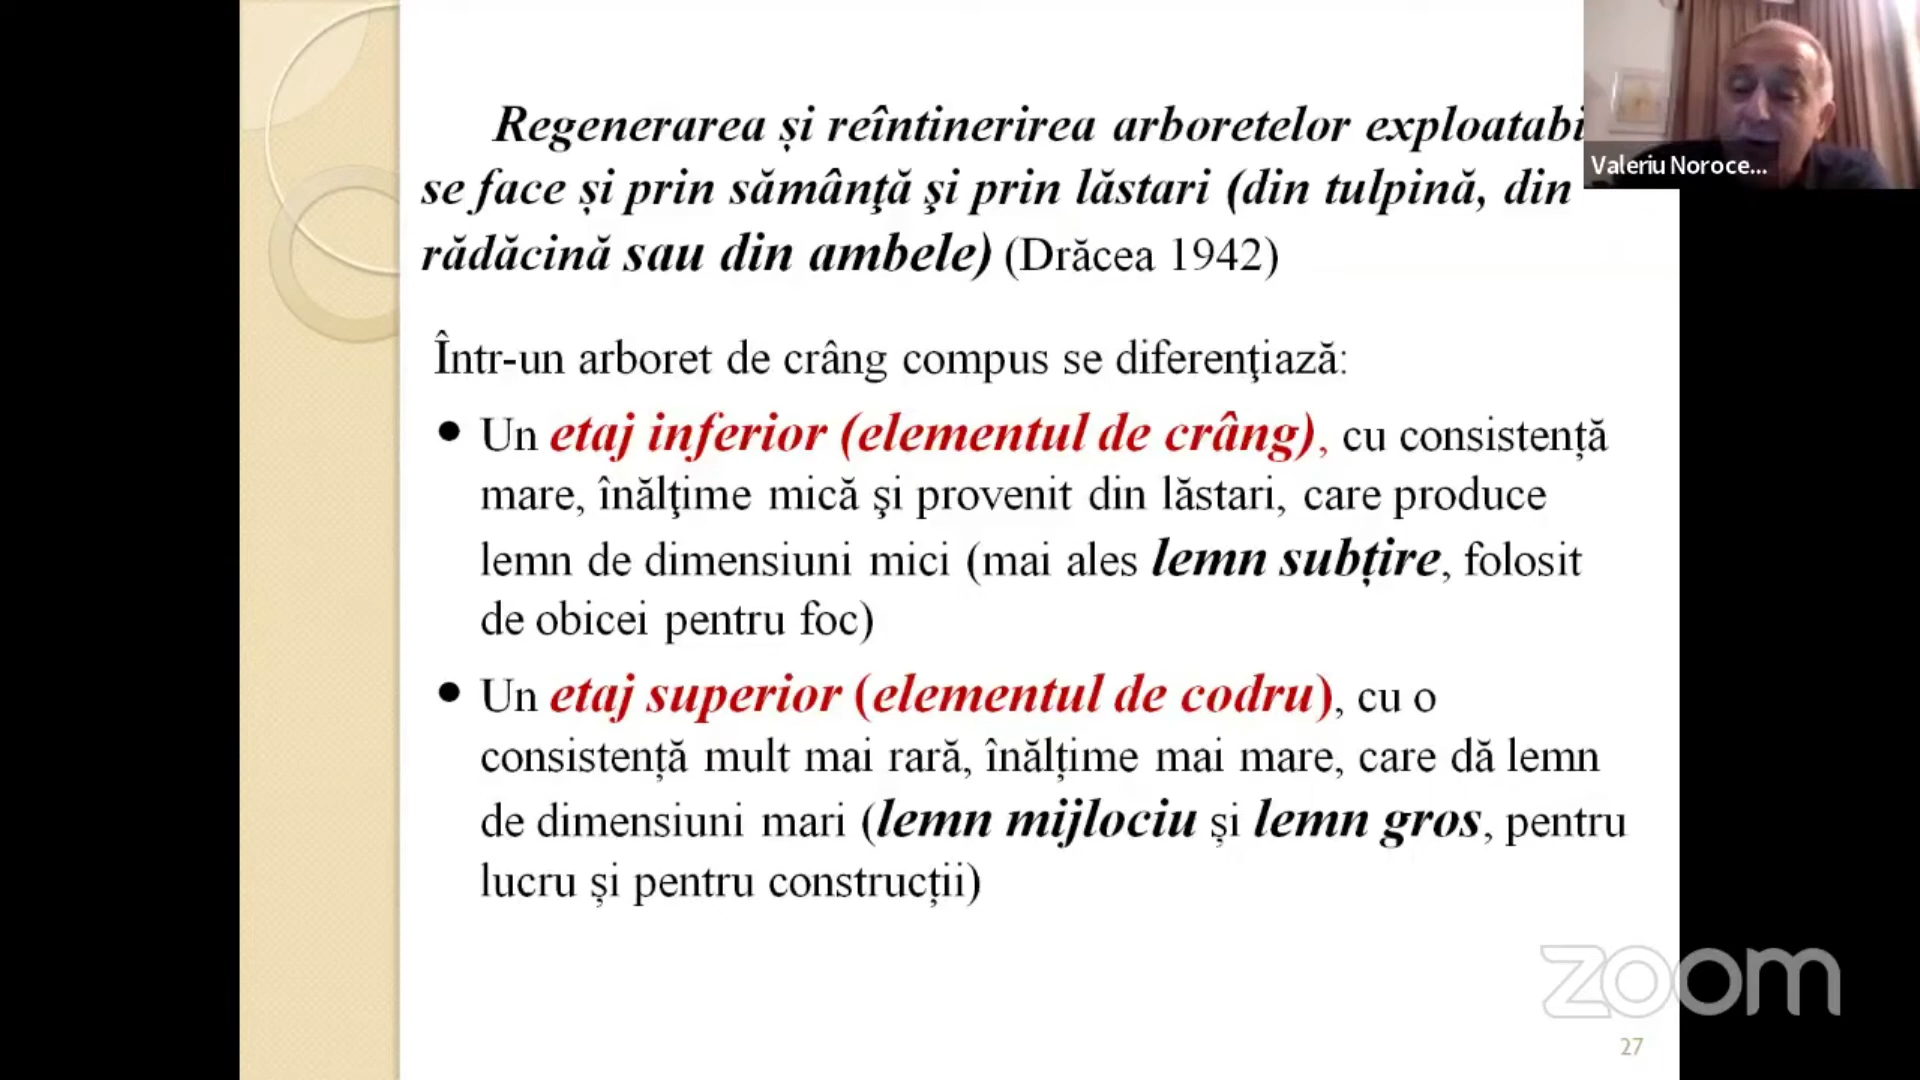 Regenerarea și reîntinerirea arboretelor exploatabi
se face și prin sămânţă şi prin lăstari (din tulpină, din
rădăcină sau din ambele) (Drăcea 1942)
Într-un arboret de crâng compus se diferenţiază:
• Un etaj inferior (elementul de crâng), cu consistență
mare, înălţime mică şi provenit din lăstari, care produce
lemn de dimensiuni mici (mai ales lemn subțire, folosit
de obicei pentru foc)
• Un etaj superior (elementul de codru), cu o
consistență mult mai rară, înălțime mai mare, care dă lemn
de dimensiuni mari (lemn mijlociu și lemn gros, pentru
lucru și pentru construcții)
Valeriu Noroce...
zoom
27